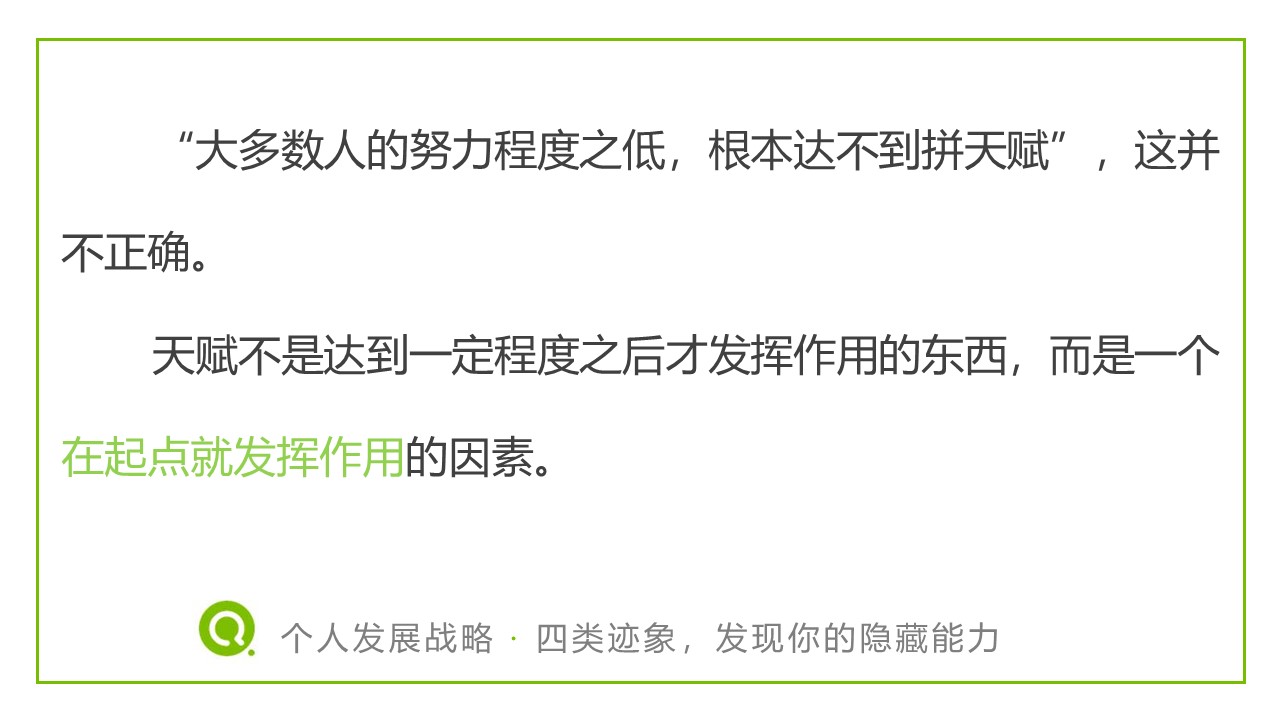 “大多数人的努力程度之低，根本达不到拼天赋”，这并
不正确。
天赋不是达到一定程度之后才发挥作用的东西，而是一个
在起点就发挥作用的因素。
个人发展战略 · 四类迹象，发现你的隐藏能力